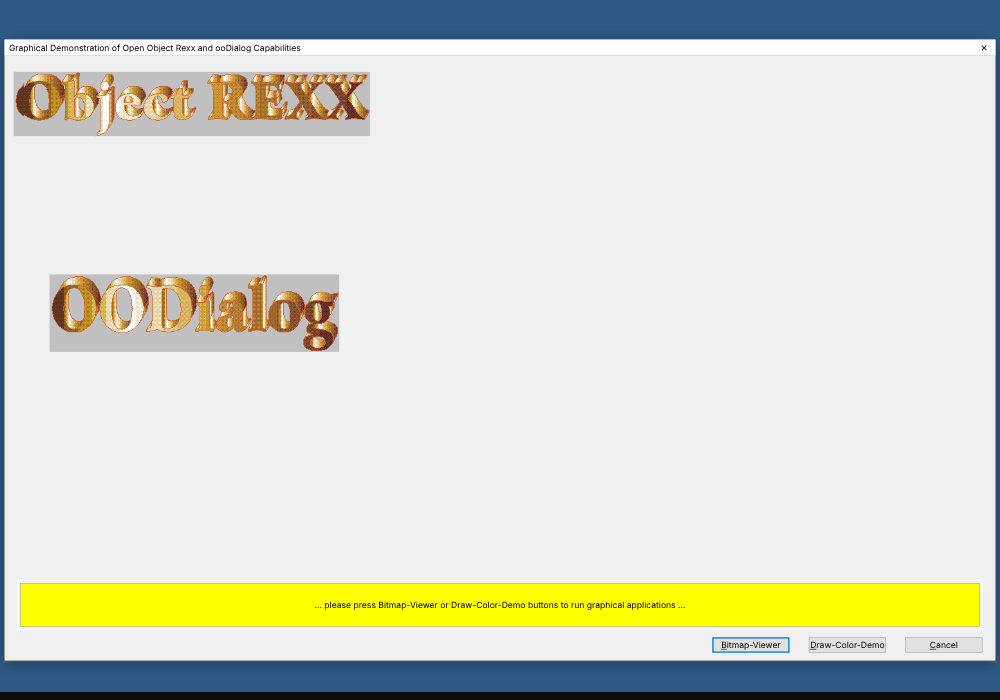 Graphical Demonstration of Open Object Rexx and ooDialog Capabilities
Object REXX
OODialog
... please press Bitmap-Viewer or Draw-Color-Demo buttons to run graphical applications ...
Bitmap-Viewer Draw-Color-Demo Cancel